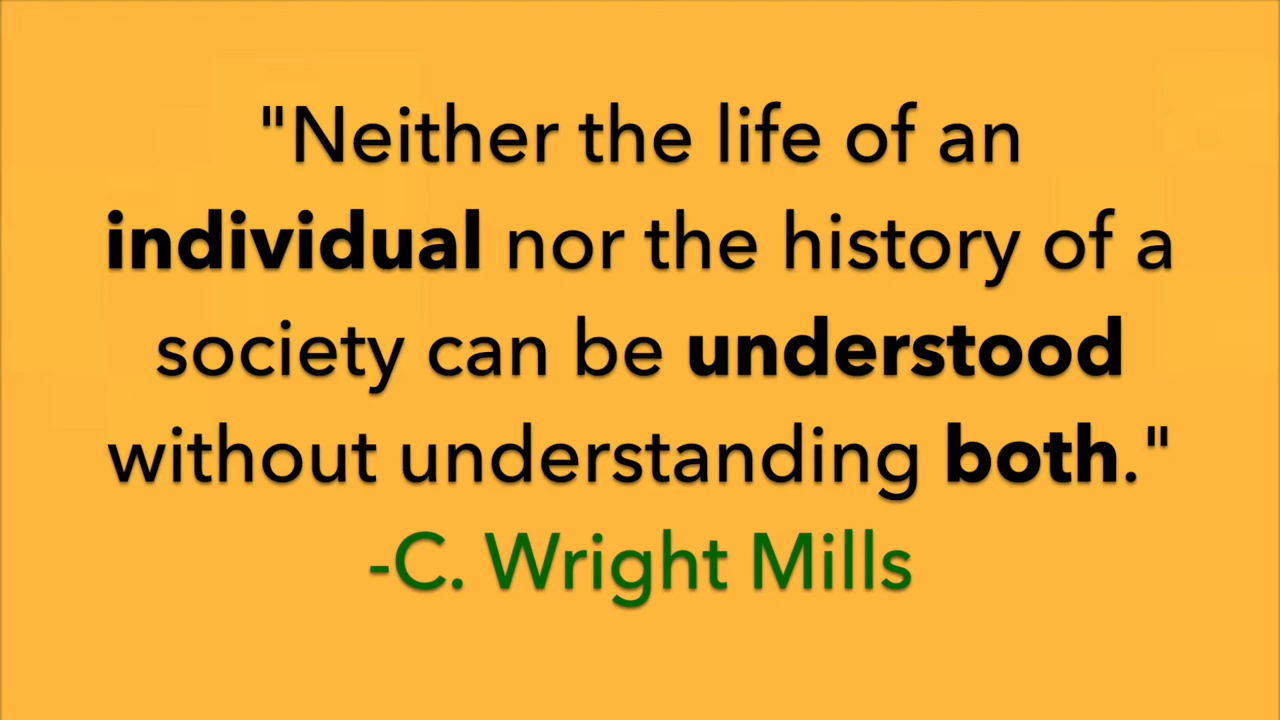 "Neither the life of an
individual nor the history of a
society can be understood
without understanding both."
-C. Wright Mills